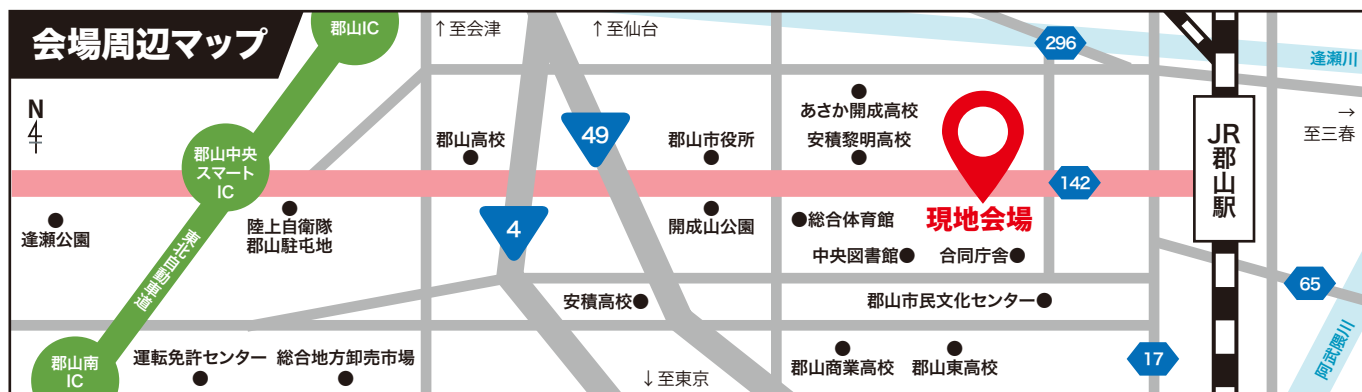 会場周辺マップ
郡山IC
↑至会津
↑至仙台
296
逢瀬川
N
あさか開成高校
→
至三春
49
郡山高校
郡山市役所
安積黎明高校
JR郡山駅
郡山中央
スマート
IC
142
4
逢瀬公園
陸上自衛隊
郡山駐屯地
開成山公園
総合体育館
現地会場
東北自動車道
中央図書館
合同庁舎
65
安積高校
郡山市民文化センター
阿武隈川
郡山南
IC
運転免許センター
総合地方卸売市場
↓至東京
郡山商業高校
郡山東高校
17